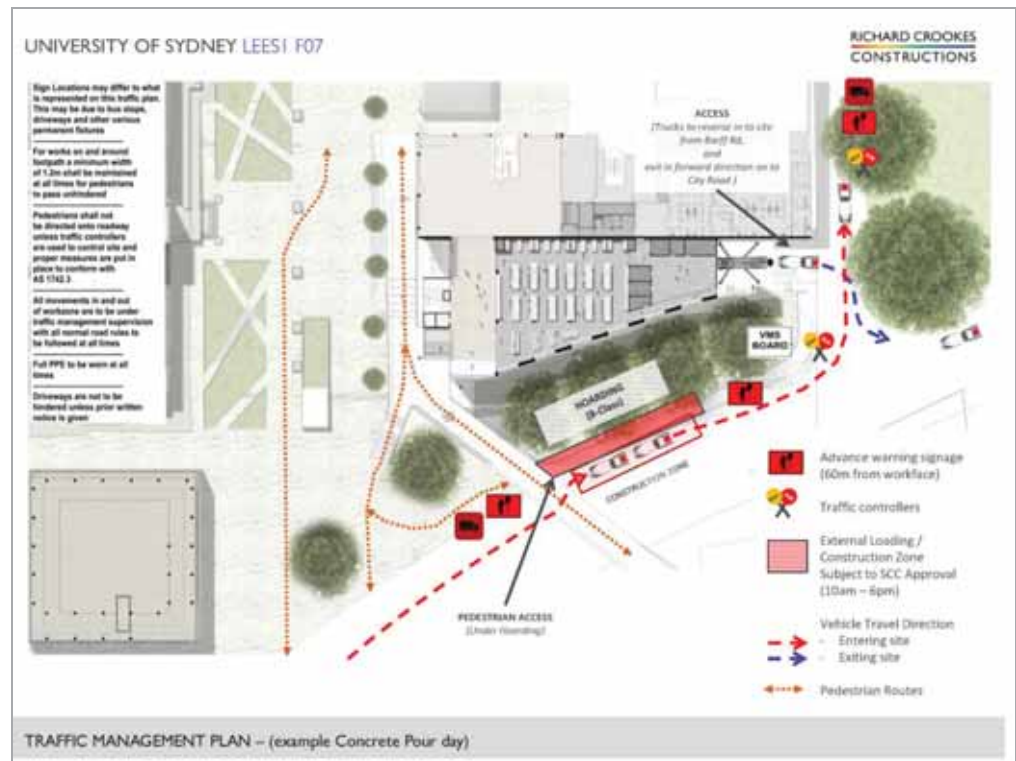 UNIVERSITY OF SYDNEY LEES1 F07
RICHARD CROOKES
CONSTRUCTIONS
Sign Locations may differ to what
is represented on this traffic plan.
This may be due to bus stops,
driveways and other various
permanent fixtures
For works on and around
footpath a minimum width
of 1.2m shall be maintained
at all times for pedestrians
to pass unhindered
Pedestrians shall not
be directed onto roadway
unless traffic controllers
are used to control site and
proper measures are put in
place to conform with
AS 1742.3
All movements in and out
of workzone are to be under
traffic management supervision
with all normal road rules to
be followed at all times
Full PPE to be worn at all
times
Driveways are not to be
hindered unless prior written
notice is given
ACCESS
(Trucks to reverse in to site
from Barff Rd,
and
exit in forward direction on to
City Road )
VMS
BOARD
HOARDING
(B-Class)
CONSTRUCTION ZONE
PEDESTRIAN ACCESS
(Under Hoarding)
Advance warning signage
(60m from workface)
Traffic controllers
External Loading /
Construction Zone
Subject to SCC Approval
(10am – 6pm)
Vehicle Travel Direction
- Entering site
- Exiting site
Pedestrian Routes
TRAFFIC MANAGEMENT PLAN – (example Concrete Pour day)